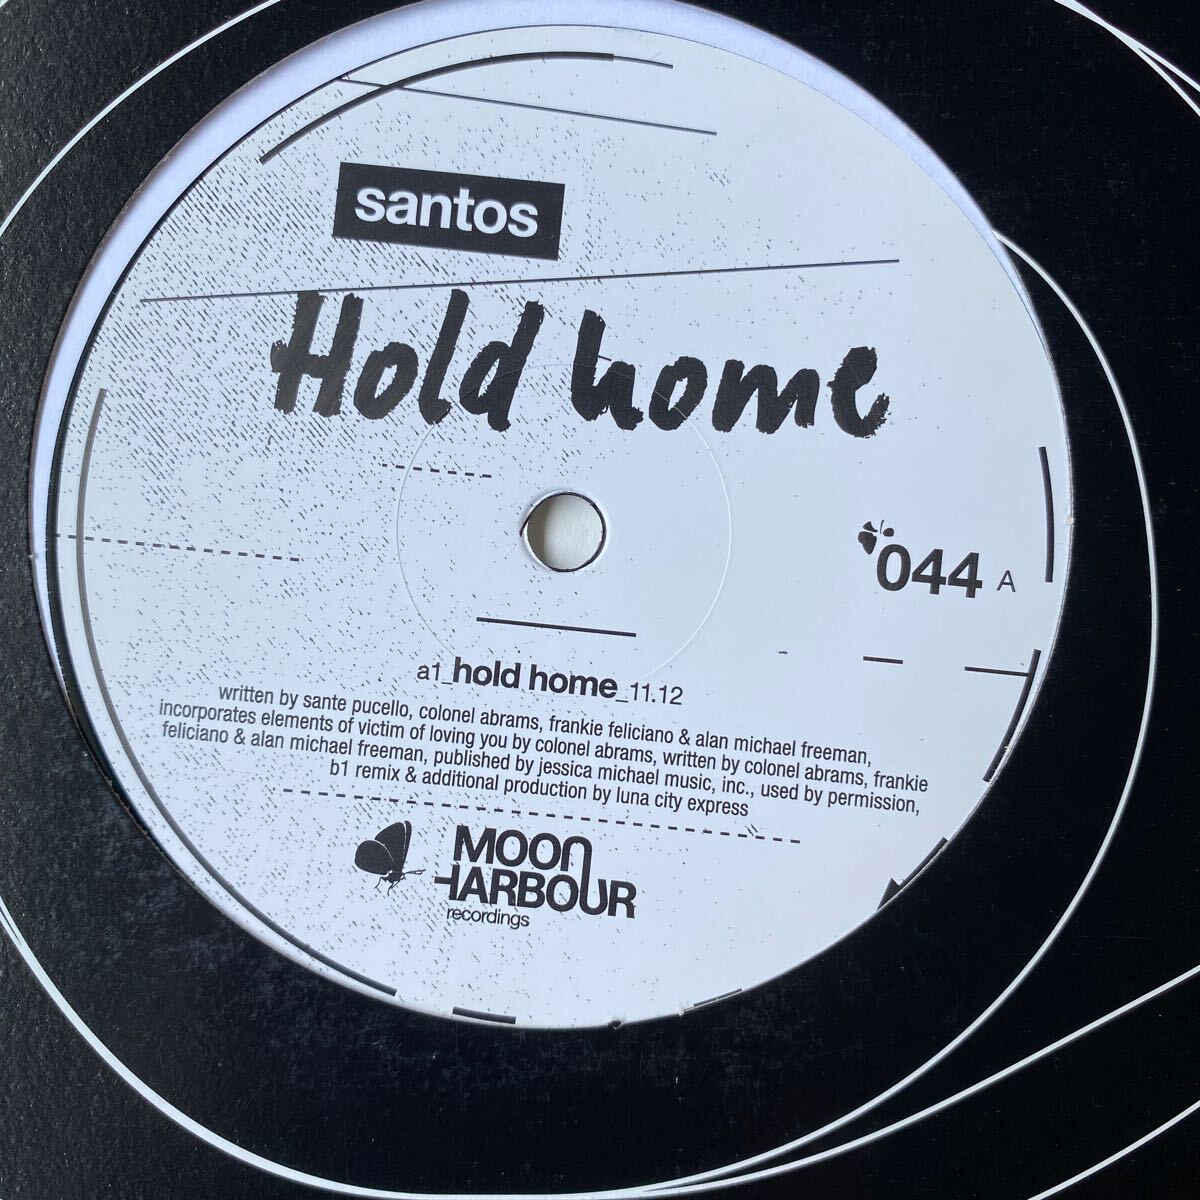 santos
Hold home
044 A
a1_hold home_11.12
written by sante pucello, colonel abrams, frankie feliciano & alan michael freeman,
incorporates elements of victim of loving you by colonel abrams, written by colonel abrams, frankie
feliciano & alan michael freeman, published by jessica michael music, inc., used by permission,
b1 remix & additional production by luna city express
MOON
HARBOUR
recordings